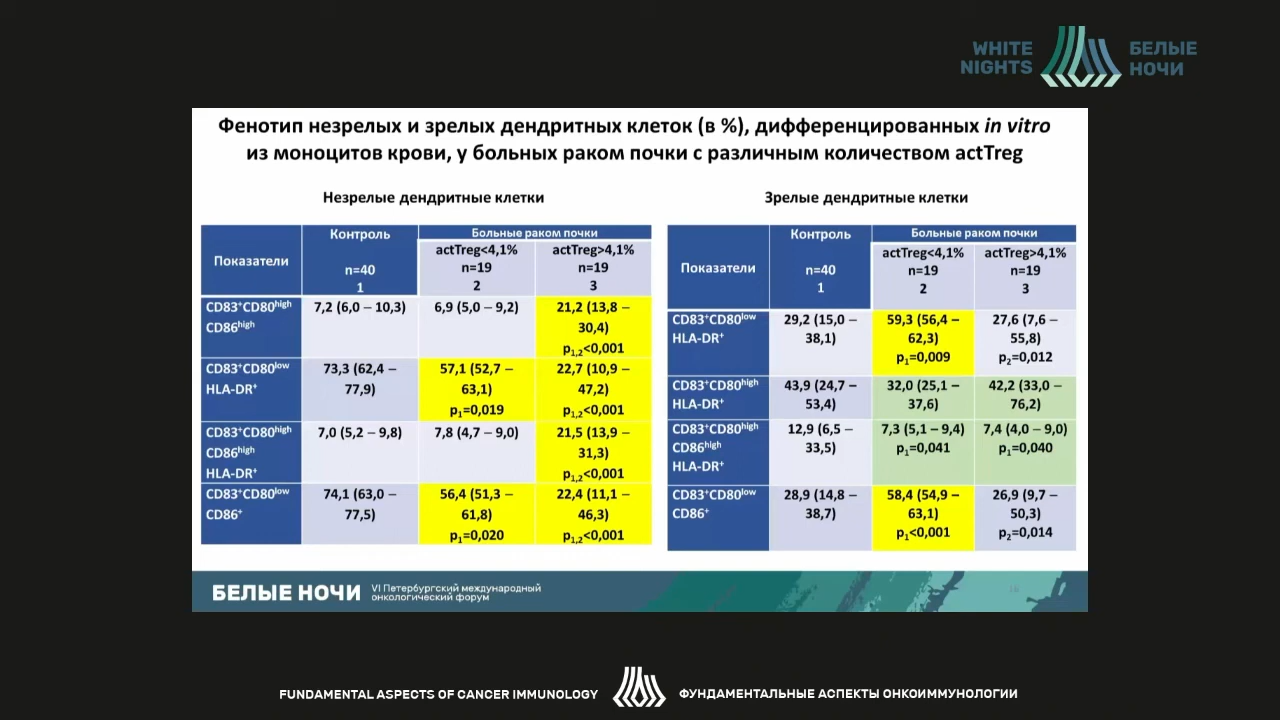 WHITE
NIGHTS
БЕЛЫЕ
НОЧИ
Фенотип незрелых и зрелых дендритных клеток (в %), дифференцированных in vitro
из моноцитов крови, у больных раком почки с различным количеством actTreg
Незрелые дендритные клетки
Показатели
Контроль
n=40
1
Больные раком почки
actTreg<4,1%
n=19
2
actTreg>4,1%
n=19
3
CD83⁺CD80ʰⁱᵍʰ
CD86ʰⁱᵍʰ
7,2 (6,0 – 10,3)
6,9 (5,0 – 9,2)
21,2 (13,8 –
30,4)
p₁,₂<0,001
CD83⁺CD80ˡᵒʷ
HLA-DR⁺
73,3 (62,4 –
77,9)
57,1 (52,7 –
63,1)
p₁=0,019
22,7 (10,9 –
47,2)
p₁,₂<0,001
CD83⁺CD80ʰⁱᵍʰ
CD86ʰⁱᵍʰ
HLA-DR⁺
7,0 (5,2 – 9,8)
7,8 (4,7 – 9,0)
21,5 (13,9 –
31,3)
p₁,₂<0,001
CD83⁺CD80ˡᵒʷ
CD86⁺
74,1 (63,0 –
77,5)
56,4 (51,3 –
61,8)
p₁=0,020
22,4 (11,1 –
46,3)
p₁,₂<0,001
Зрелые дендритные клетки
Показатели
Контроль
n=40
1
Больные раком почки
actTreg<4,1%
n=19
2
actTreg>4,1%
n=19
3
CD83⁺CD80ˡᵒʷ
HLA-DR⁺
29,2 (15,0 –
38,1)
59,3 (56,4 –
62,3)
p₁=0,009
27,6 (7,6 –
55,8)
p₂=0,012
CD83⁺CD80ʰⁱᵍʰ
HLA-DR⁺
43,9 (24,7 –
53,4)
32,0 (25,1 –
37,6)
42,2 (33,0 –
76,2)
CD83⁺CD80ʰⁱᵍʰ
CD86ʰⁱᵍʰ
HLA-DR⁺
12,9 (6,5 –
33,5)
7,3 (5,1 – 9,4)
p₁=0,041
7,4 (4,0 – 9,0)
p₁=0,040
CD83⁺CD80ˡᵒʷ
CD86⁺
28,9 (14,8 –
38,7)
58,4 (54,9 –
63,1)
p₁<0,001
26,9 (9,7 –
50,3)
p₂=0,014
БЕЛЫЕ НОЧИ
VI Петербургский международный
онкологический форум
FUNDAMENTAL ASPECTS OF CANCER IMMUNOLOGY
ФУНДАМЕНТАЛЬНЫЕ АСПЕКТЫ ОНКОИММУНОЛОГИИ